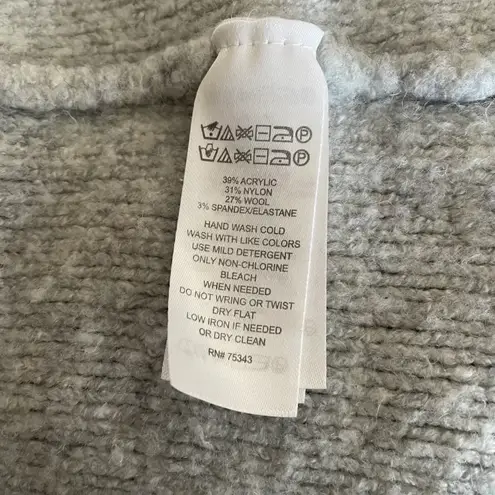 39% ACRYLIC
31% NYLON
27% WOOL
3% SPANDEX/ELASTANE
HAND WASH COLD
WASH WITH LIKE COLORS
USE MILD DETERGENT
ONLY NON-CHLORINE
BLEACH
WHEN NEEDED
DO NOT WRING OR TWIST
DRY FLAT
LOW IRON IF NEEDED
OR DRY CLEAN
RN# 75343